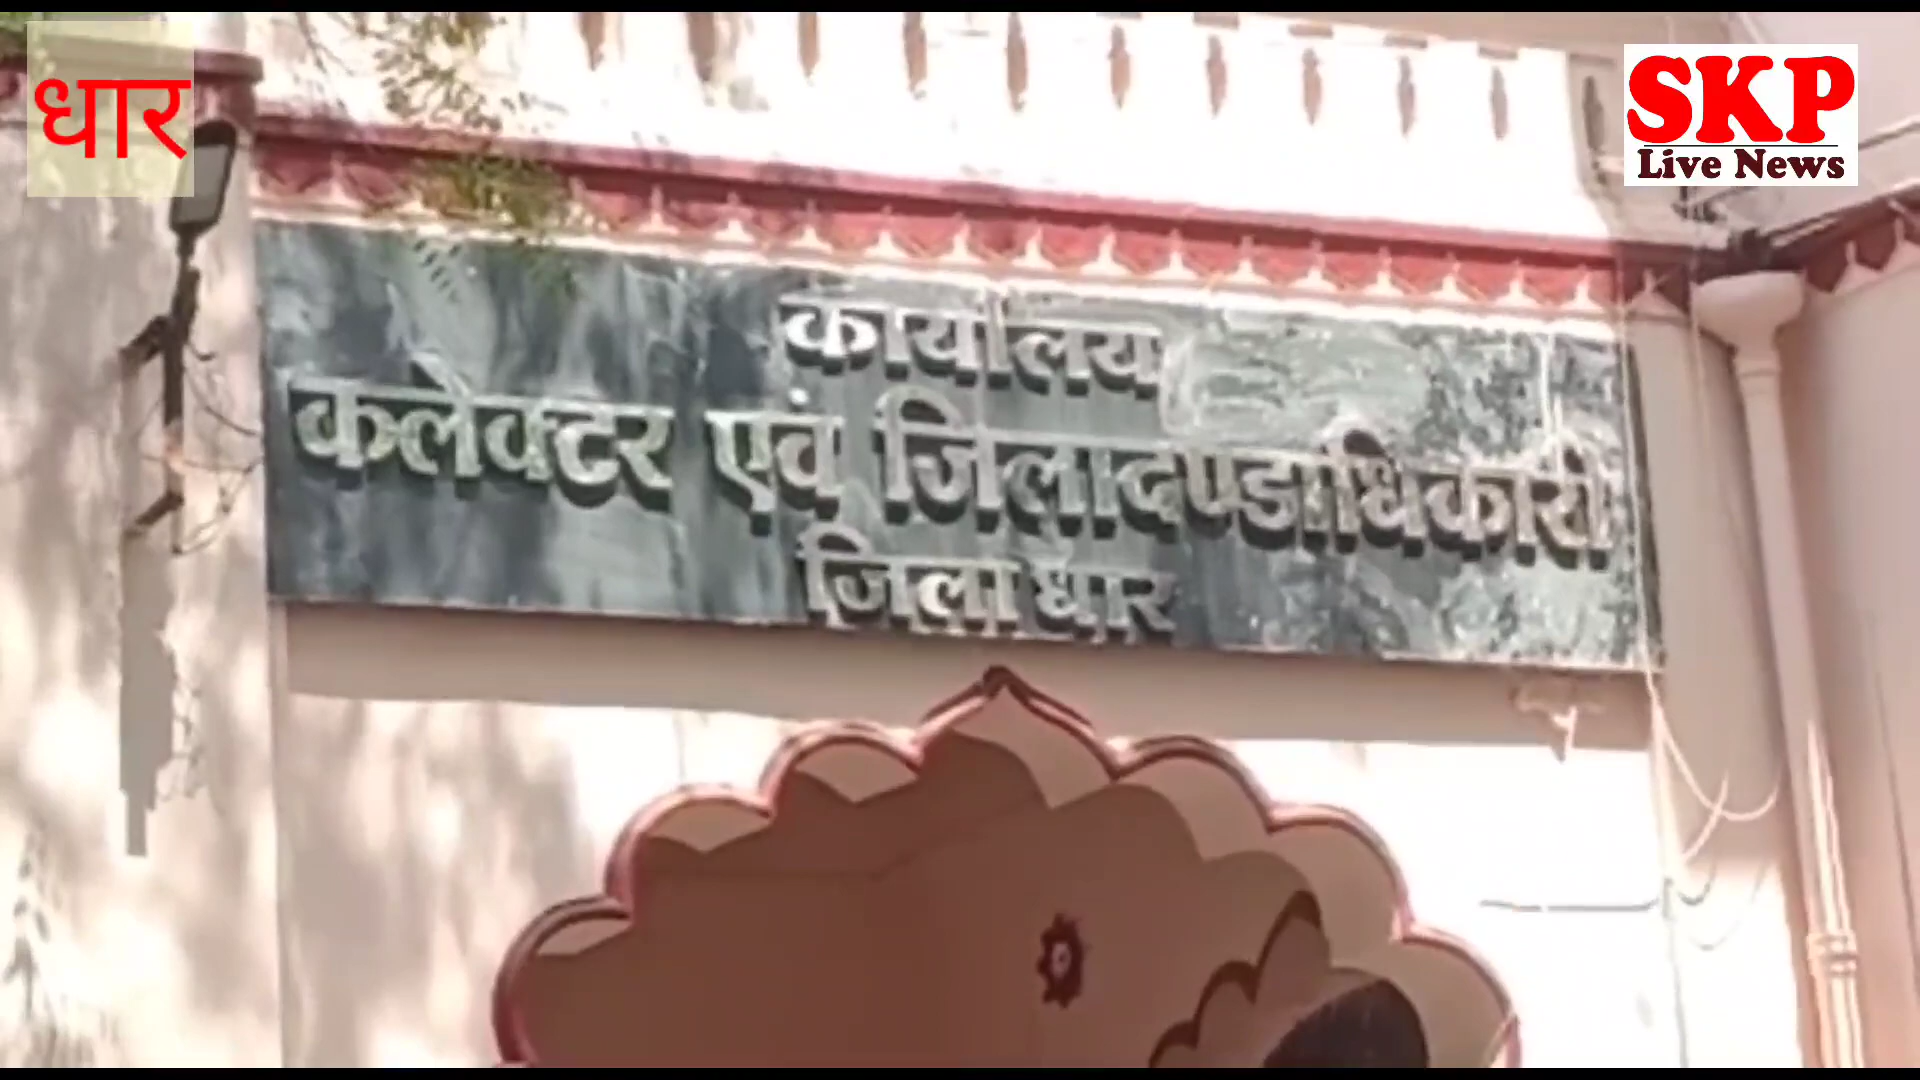 धार
SKP
Live News
कार्यालय
कलेक्टर एवं जिलादण्डाधिकारी
जिला धार